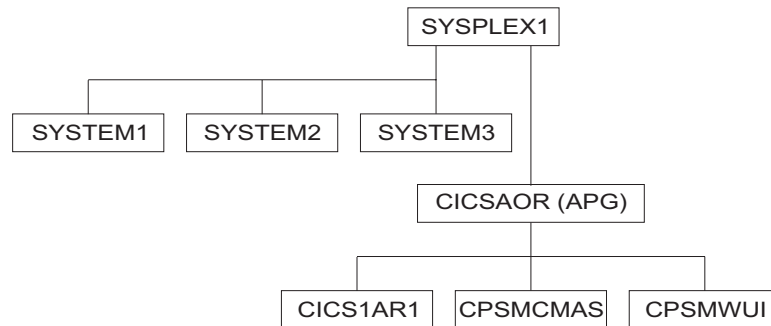 SYSPLEX1
SYSTEM1
SYSTEM2
SYSTEM3
CICSAOR (APG)
CICS1AR1
CPSMCMAS
CPSMWUI